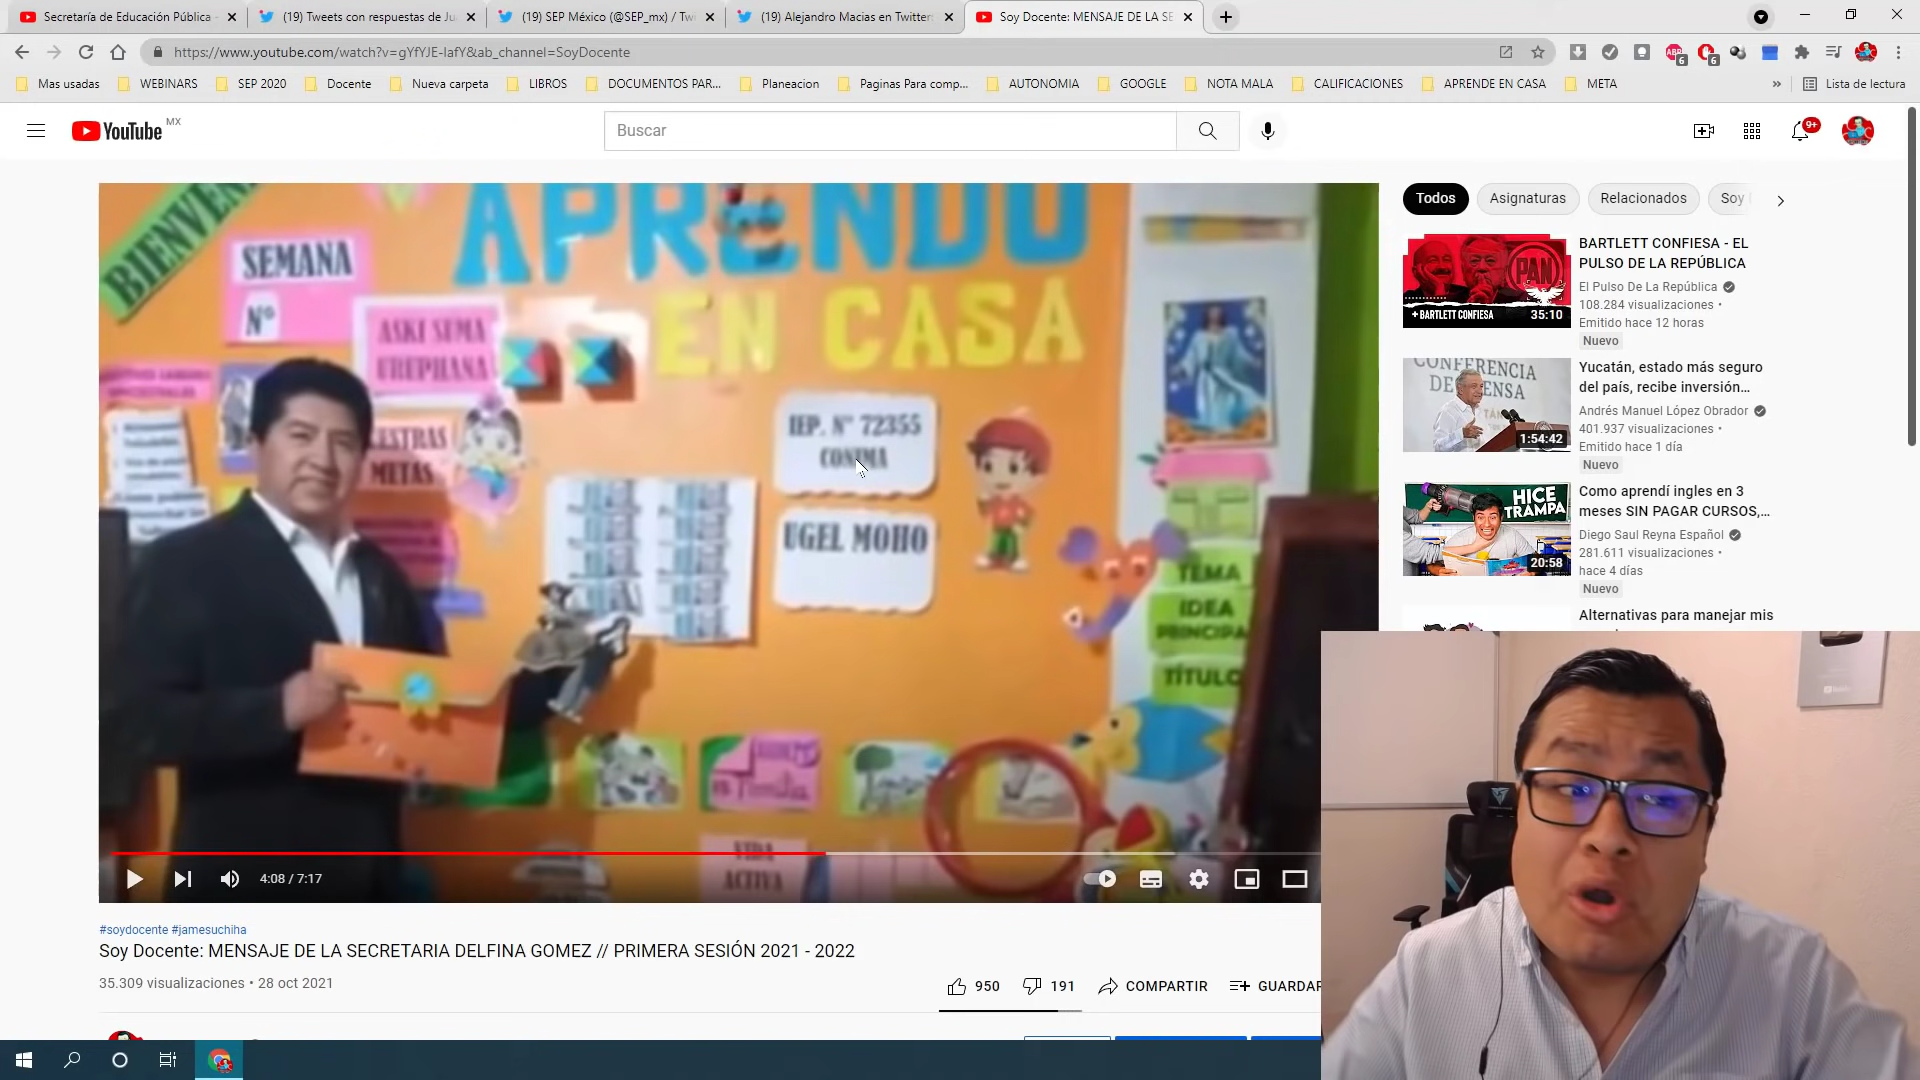 Secretaría de Educación Pública -
(19) Tweets con respuestas de Ju
(19) SEP México (@SEP_mx) / Tw
(19) Alejandro Macias en Twitter:
Soy Docente: MENSAJE DE LA SE
https://www.youtube.com/watch?v=gYfYJE-IafY&ab_channel=SoyDocente
Mas usadas
WEBINARS
SEP 2020
Docente
Nueva carpeta
LIBROS
DOCUMENTOS PAR...
Planeacion
Paginas Para comp...
AUTONOMIA
GOOGLE
NOTA MALA
CALIFICACIONES
APRENDE EN CASA
META
»
Lista de lectura
YouTube MX
Buscar
9+
BIENVEN
APRENDO
EN CASA
SEMANA
N°
ASKI SUMA
URUPHANA
METAS
IEP. N° 72355
CONIMA
UGEL MOHO
TEMA
IDEA
PRINCIPA
TÍTULO
VIDA
ACTIVA
4:08 / 7:17
#soydocente #jamesuchiha
Soy Docente: MENSAJE DE LA SECRETARIA DELFINA GOMEZ // PRIMERA SESIÓN 2021 - 2022
35.309 visualizaciones • 28 oct 2021
950
191
COMPARTIR
GUARDAR
Todos
Asignaturas
Relacionados
Soy
PAN
+ BARTLETT CONFIESA
35:10
BARTLETT CONFIESA - EL
PULSO DE LA REPÚBLICA
El Pulso De La República
108.284 visualizaciones •
Emitido hace 12 horas
Nuevo
1:54:42
Yucatán, estado más seguro
del país, recibe inversión...
Andrés Manuel López Obrador
401.937 visualizaciones •
Emitido hace 1 día
Nuevo
HICE
TRAMPA
20:58
Como aprendí ingles en 3
meses SIN PAGAR CURSOS,...
Diego Saul Reyna Español
281.611 visualizaciones •
hace 4 días
Nuevo
Alternativas para manejar mis